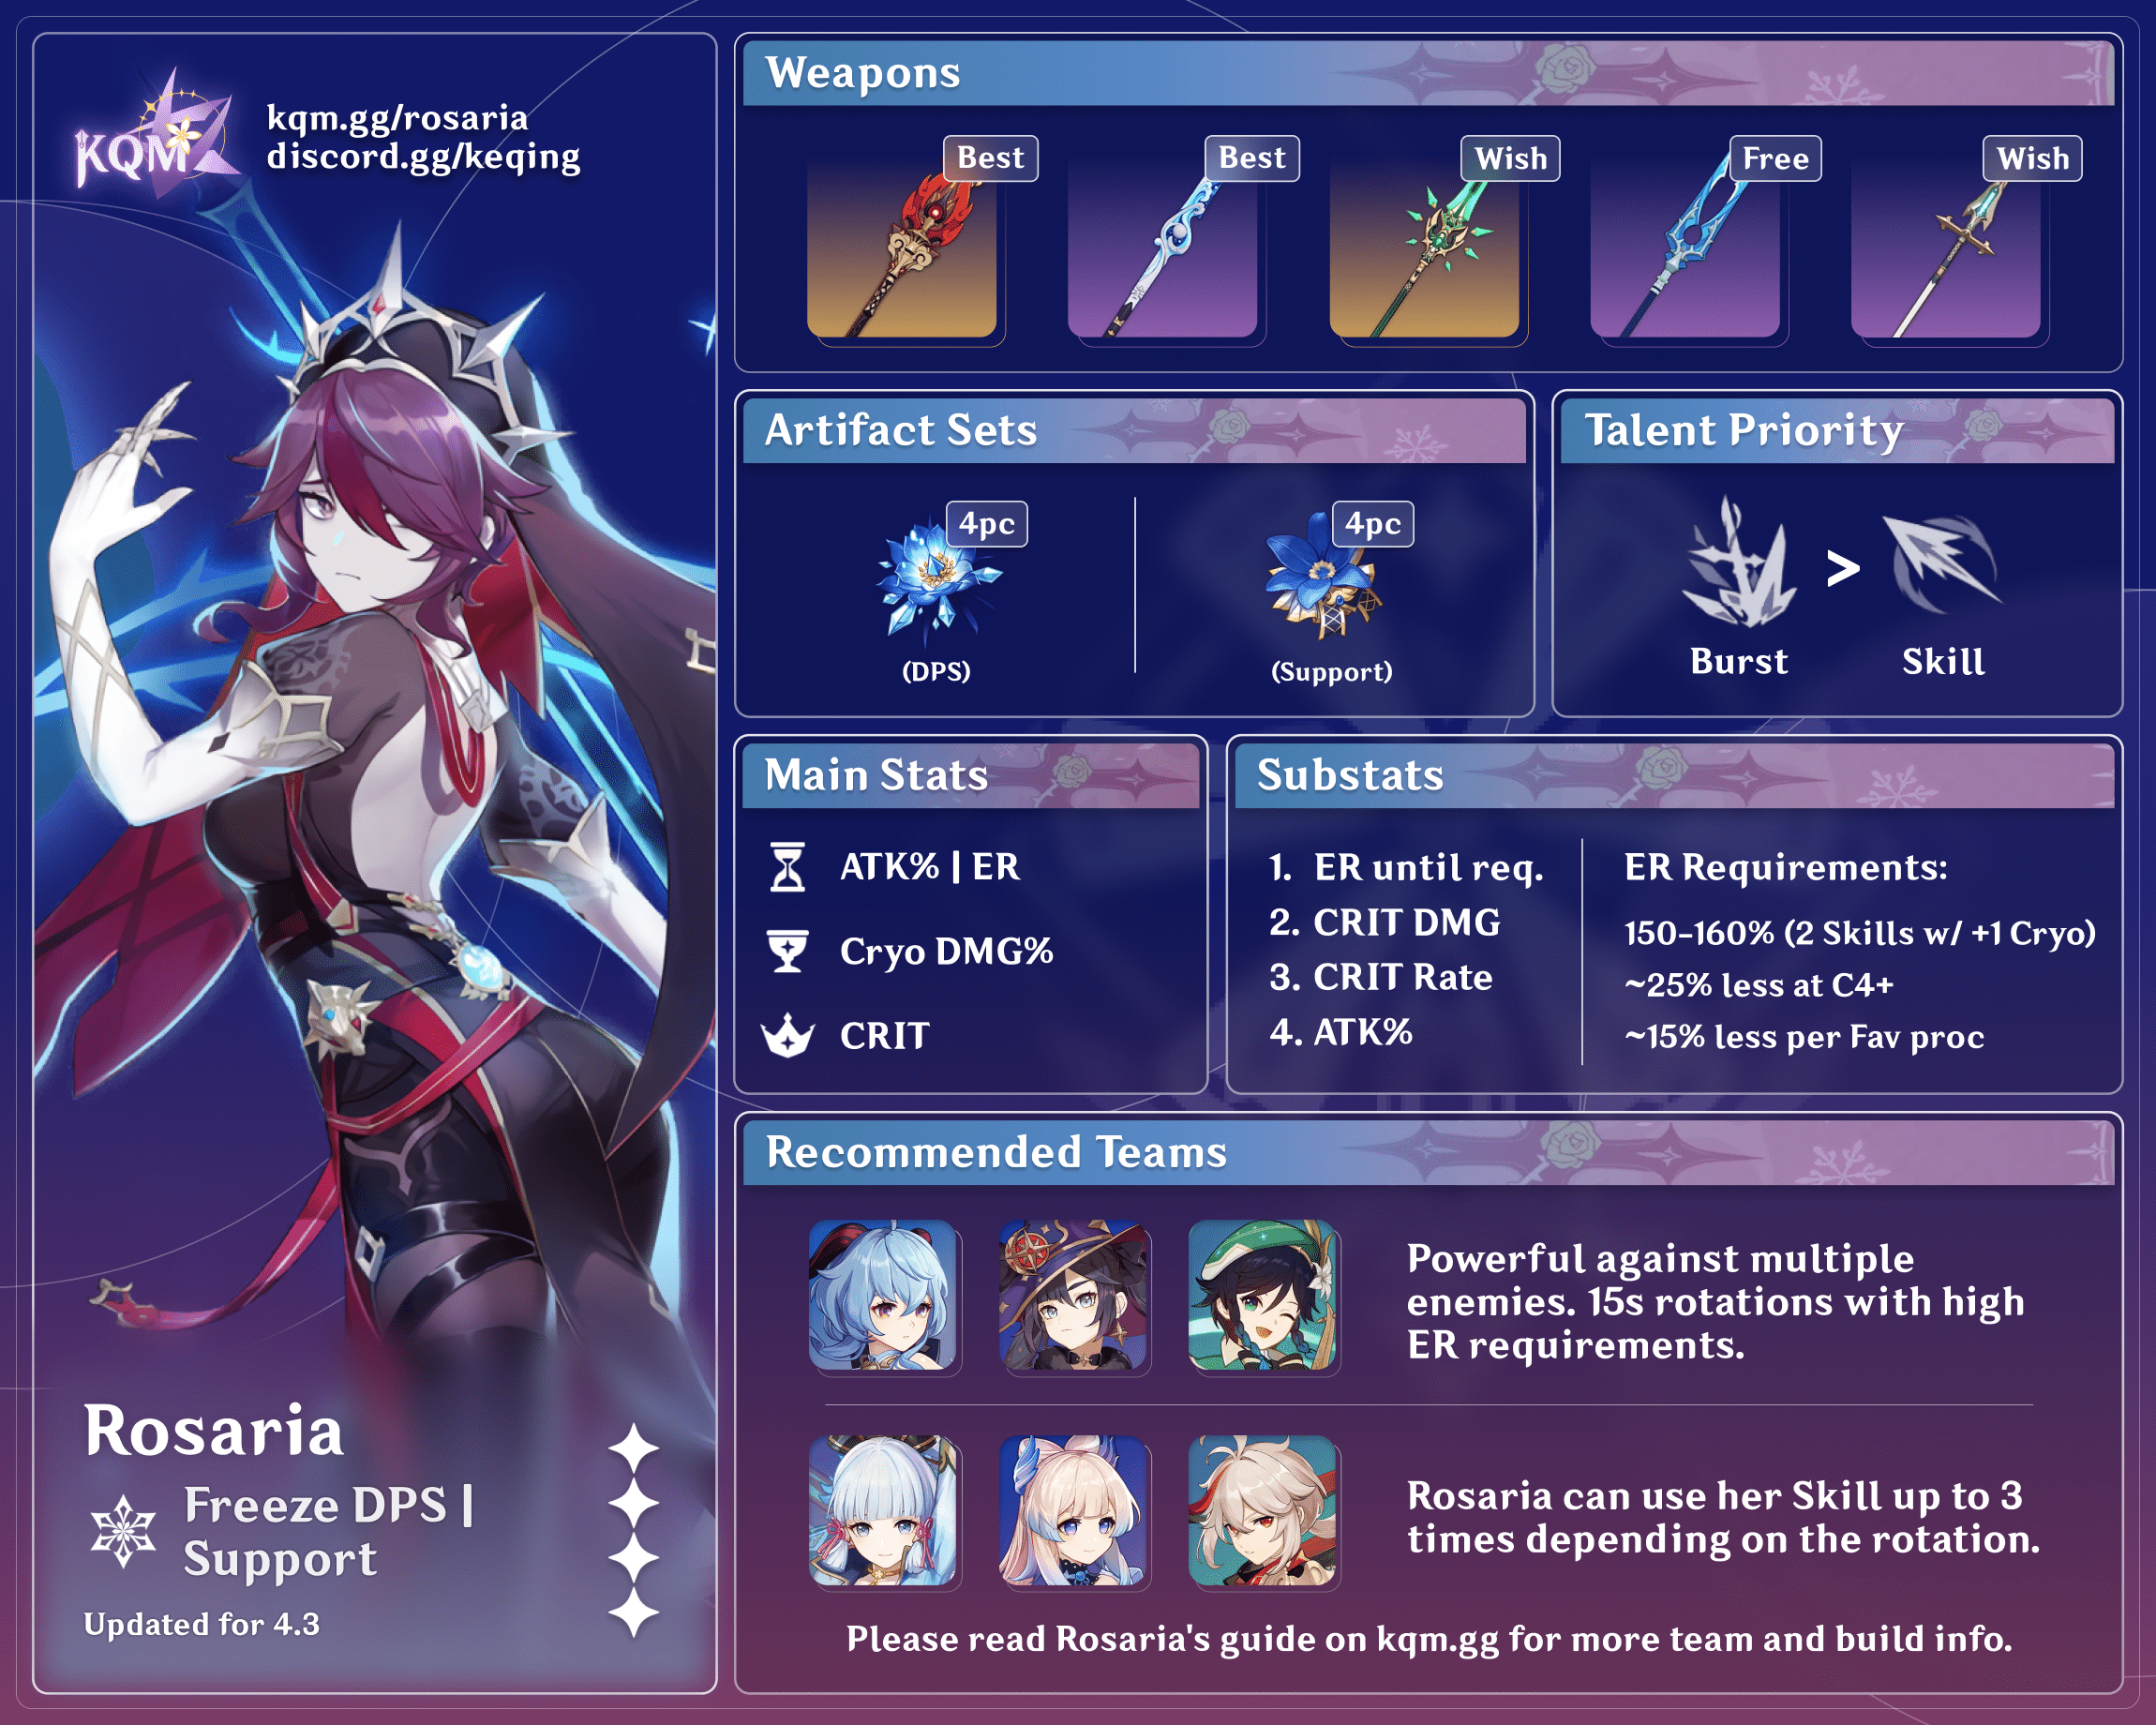 KQM
kqm.gg/rosaria
discord.gg/keqing
Rosaria
Freeze DPS |
Support
Updated for 4.3
Weapons
Best
Best
Wish
Free
Wish
Artifact Sets
4pc
(DPS)
4pc
(Support)
Talent Priority
>
Burst
Skill
Main Stats
ATK% | ER
Cryo DMG%
CRIT
Substats
1. ER until req.
2. CRIT DMG
3. CRIT Rate
4. ATK%
ER Requirements:
150-160% (2 Skills w/ +1 Cryo)
~25% less at C4+
~15% less per Fav proc
Recommended Teams
Powerful against multiple
enemies. 15s rotations with high
ER requirements.
Rosaria can use her Skill up to 3
times depending on the rotation.
Please read Rosaria's guide on kqm.gg for more team and build info.